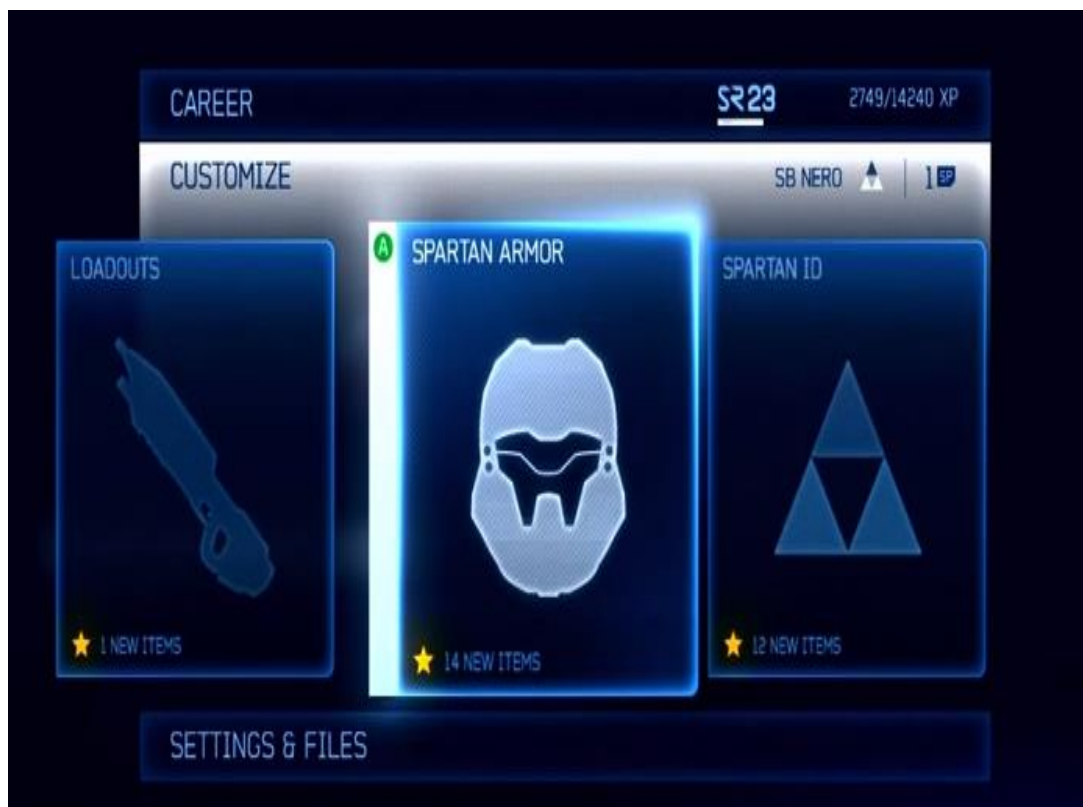 CAREER SR23 2749/14240 XP
CUSTOMIZE SB NERO 1 SP
LOADOUTS
A SPARTAN ARMOR
SPARTAN ID
1 NEW ITEMS
14 NEW ITEMS
12 NEW ITEMS
SETTINGS & FILES